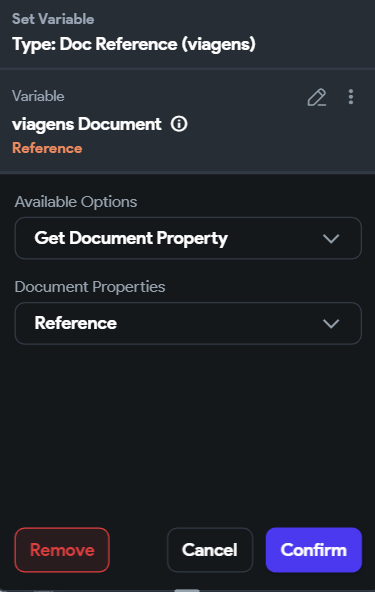 Set Variable
Type: Doc Reference (viagens)
Variable
viagens Document
Reference
Available Options
Get Document Property
Document Properties
Reference
Remove
Cancel
Confirm